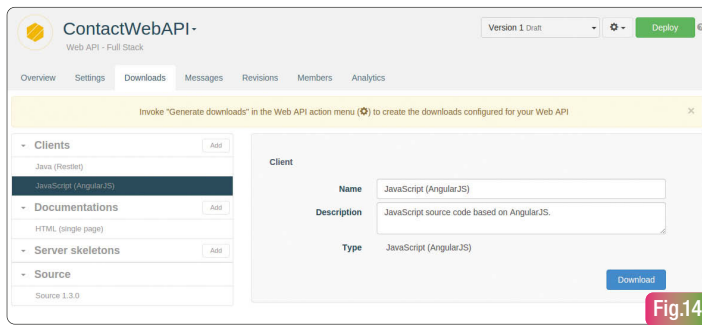 ContactWebAPI
Version 1 Draft
Deploy
Web API - Full Stack
Overview Settings Downloads Messages Revisions Members Analytics
Invoke "Generate downloads" in the Web API action menu () to create the downloads configured for your Web API
Clients Add
Java (Restlet)
JavaScript (AngularJS)
Documentations Add
HTML (single page)
Server skeletons Add
Source
Source 1.3.0
Client
Name JavaScript (AngularJS)
Description JavaScript source code based on AngularJS.
Type JavaScript (AngularJS)
Download
Fig.14